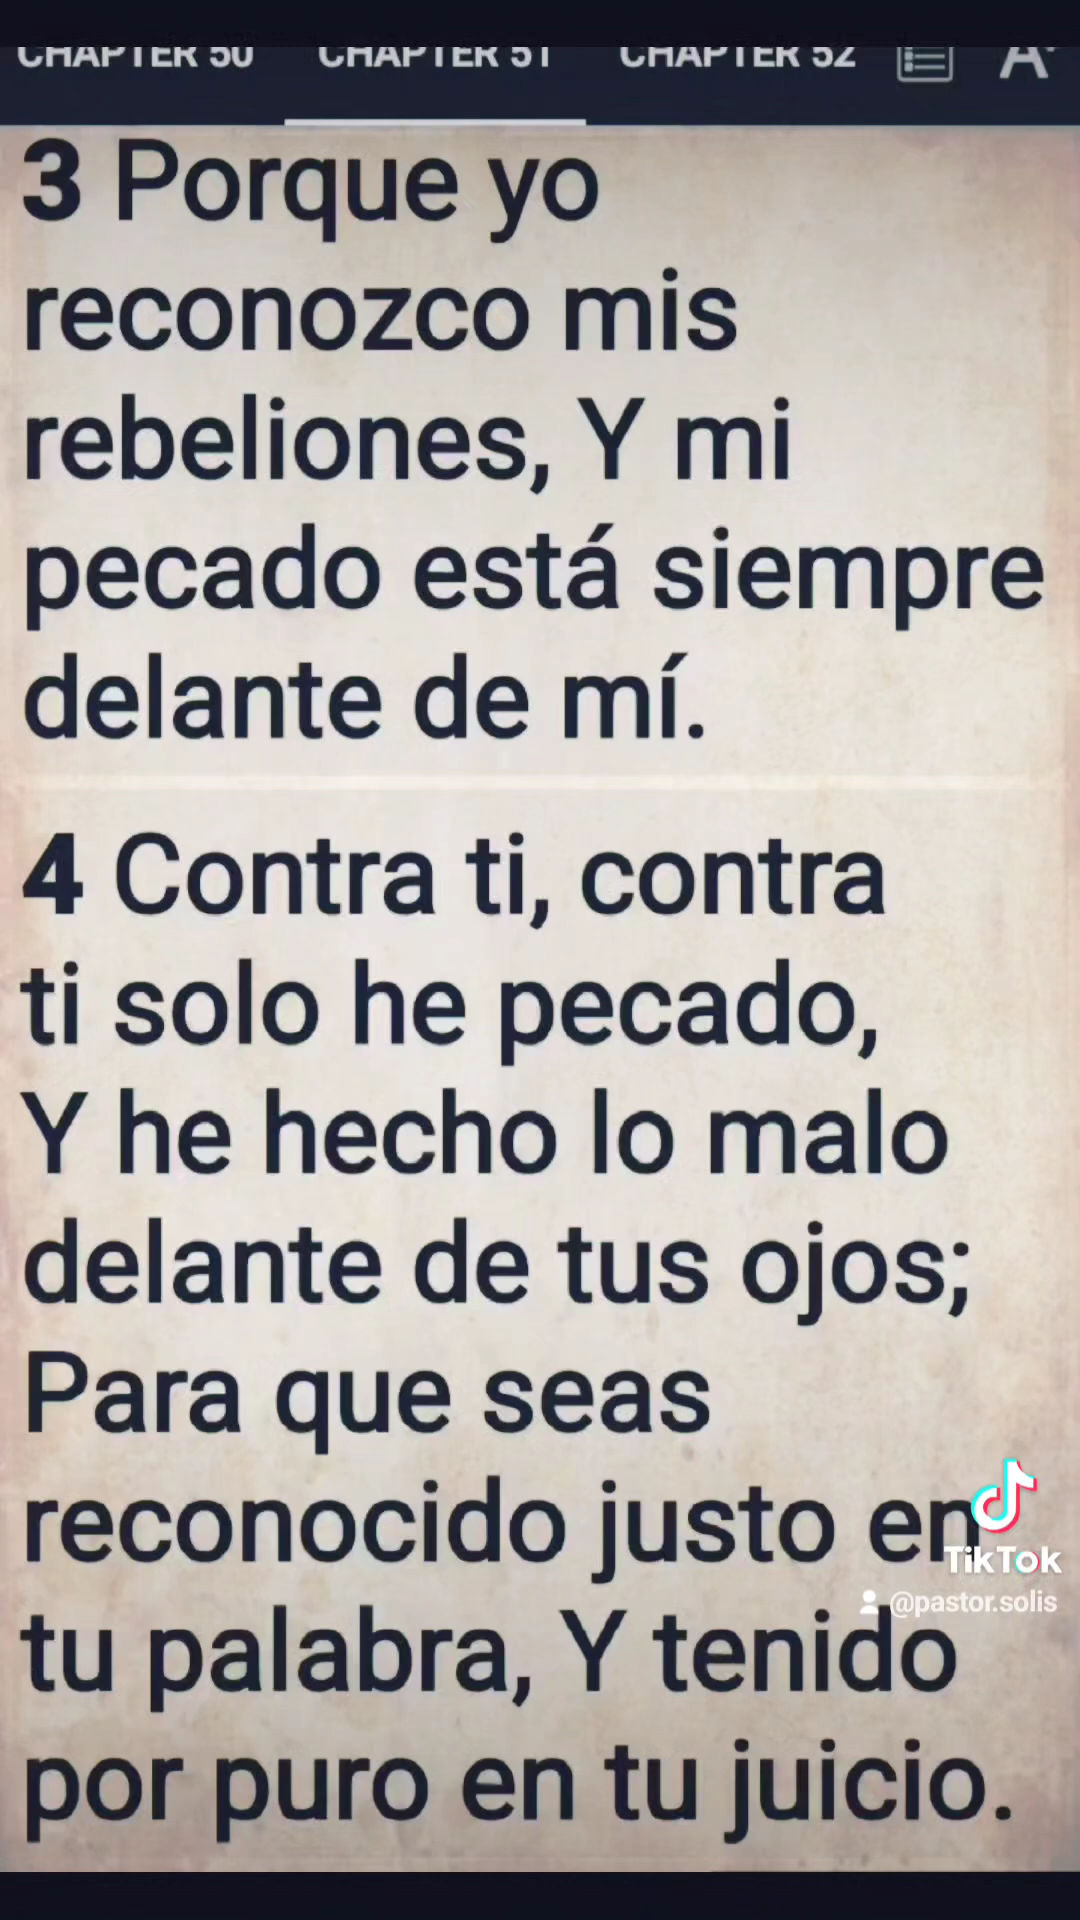 CHAPTER 50 CHAPTER 51 CHAPTER 52 A+
3 Porque yo
reconozco mis
rebeliones, Y mi
pecado está siempre
delante de mí.
4 Contra ti, contra
ti solo he pecado,
Y he hecho lo malo
delante de tus ojos;
Para que seas
reconocido justo en
TikTok
@pastor.solis
tu palabra, Y tenido
por puro en tu juicio.